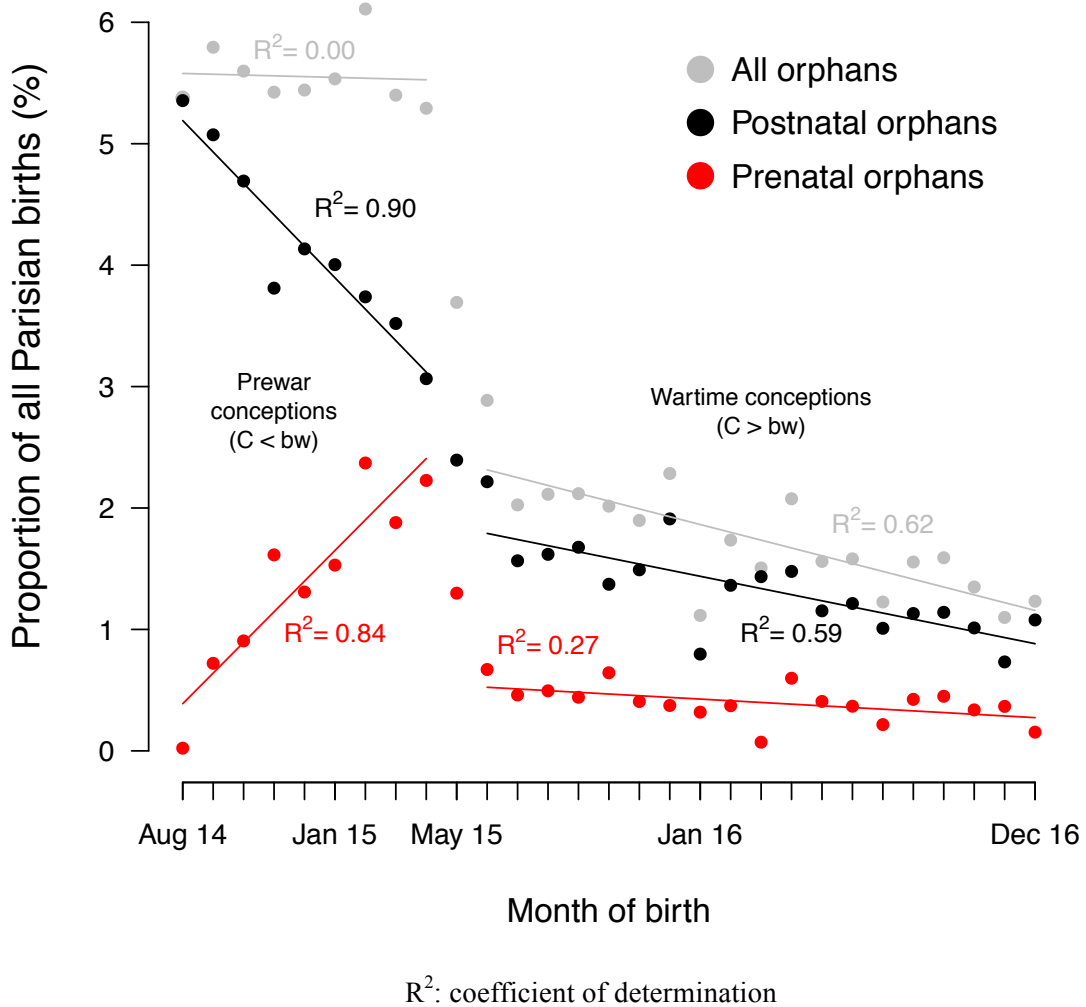 Proportion of all Parisian births (%)
6
5
4
3
2
1
0
R²= 0.00
All orphans
Postnatal orphans
Prenatal orphans
R²= 0.90
Prewar
conceptions
(C < bw)
Wartime conceptions
(C > bw)
R²= 0.62
R²= 0.84
R²= 0.27
R²= 0.59
Aug 14
Jan 15
May 15
Jan 16
Dec 16
Month of birth
R²: coefficient of determination